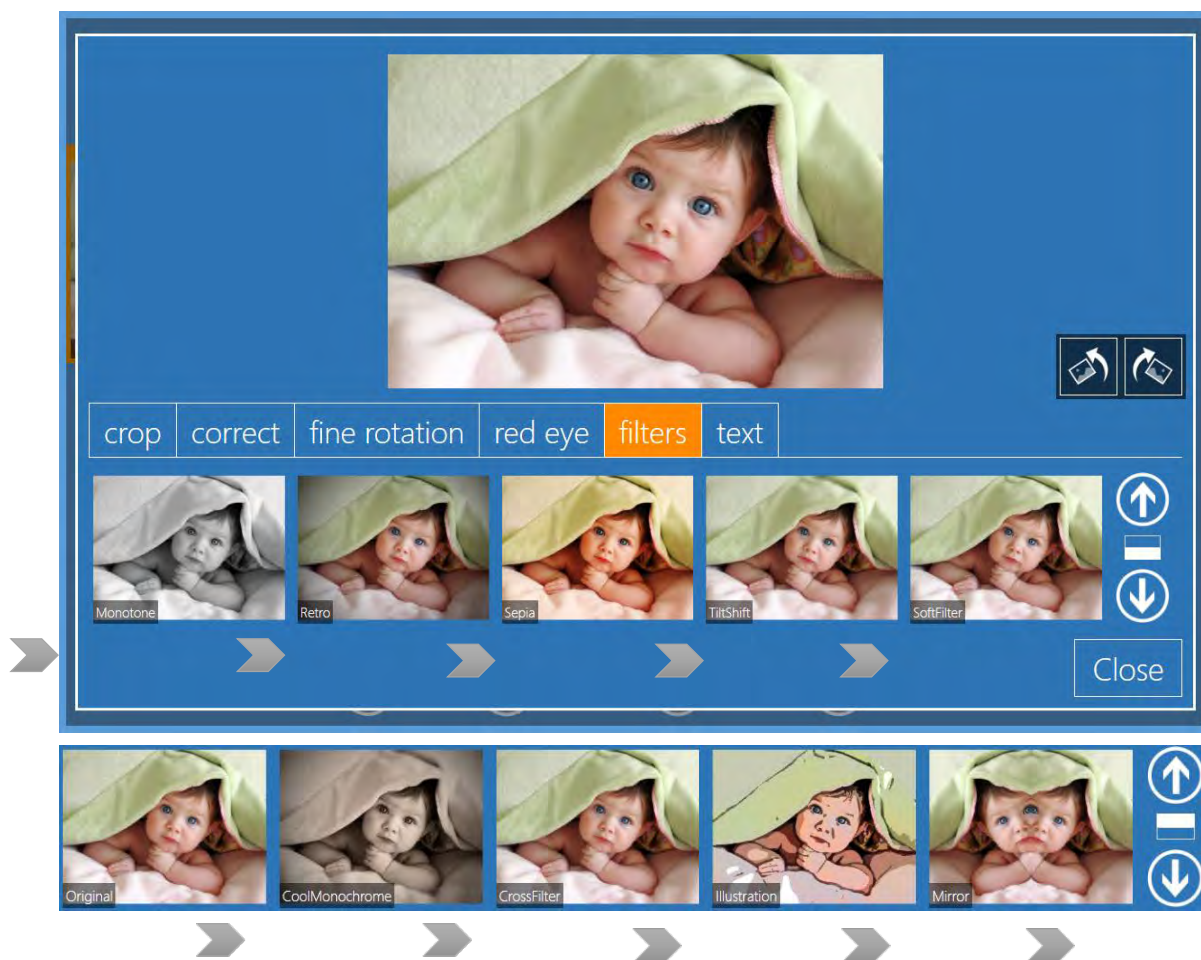 crop correct fine rotation red eye filters text
Monotone Retro Sepia TiltShift SoftFilter
Close
Original CoolMonochrome CrossFilter Illustration Mirror